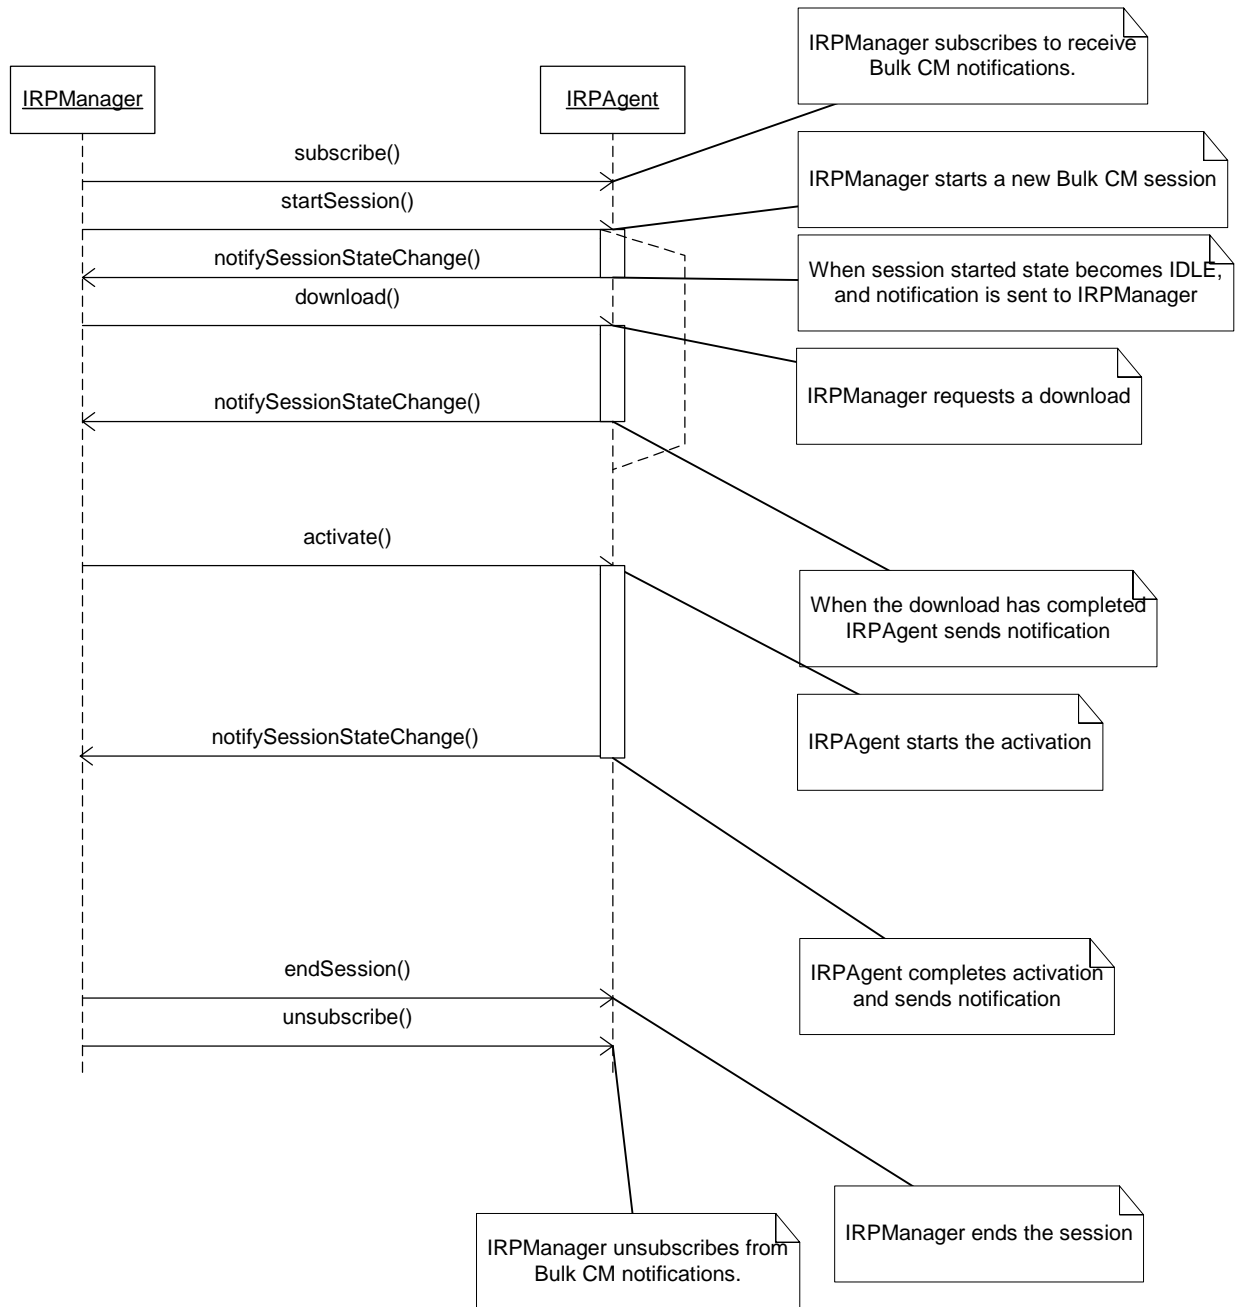 IRPManager subscribes to receive
Bulk CM notifications.
IRPManager
IRPAgent
subscribe()
IRPManager starts a new Bulk CM session
startSession()
notifySessionStateChange()
When session started state becomes IDLE,
and notification is sent to IRPManager
download()
IRPManager requests a download
notifySessionStateChange()
activate()
When the download has completed
IRPAgent sends notification
notifySessionStateChange()
IRPAgent starts the activation
endSession()
IRPAgent completes activation
and sends notification
unsubscribe()
IRPManager ends the session
IRPManager unsubscribes from
Bulk CM notifications.